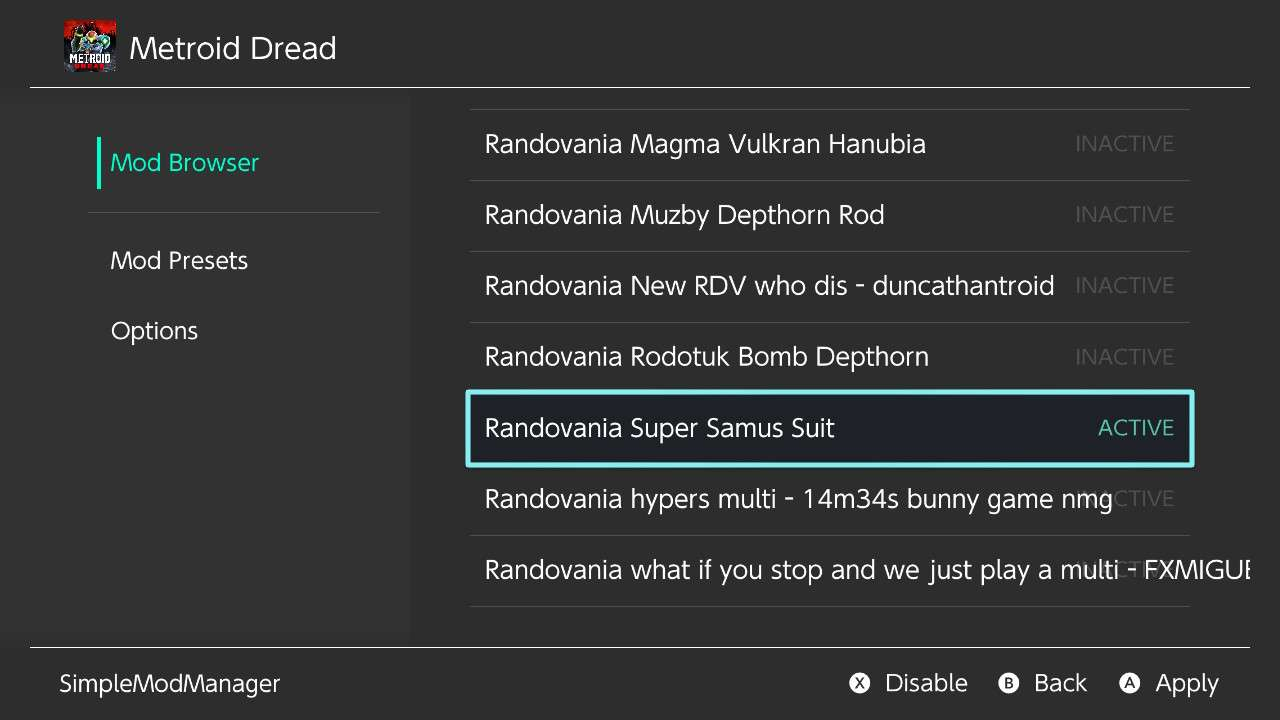 METROID
DREAD
Metroid Dread
Mod Browser
Mod Presets
Options
Randovania Magma Vulkran Hanubia INACTIVE
Randovania Muzby Depthorn Rod INACTIVE
Randovania New RDV who dis - duncathantroid INACTIVE
Randovania Rodotuk Bomb Depthorn INACTIVE
Randovania Super Samus Suit ACTIVE
Randovania hypers multi - 14m34s bunny game nmg INACTIVE
Randovania what if you stop and we just play a multi - FXMIGUE INACTIVE
SimpleModManager
X Disable B Back A Apply